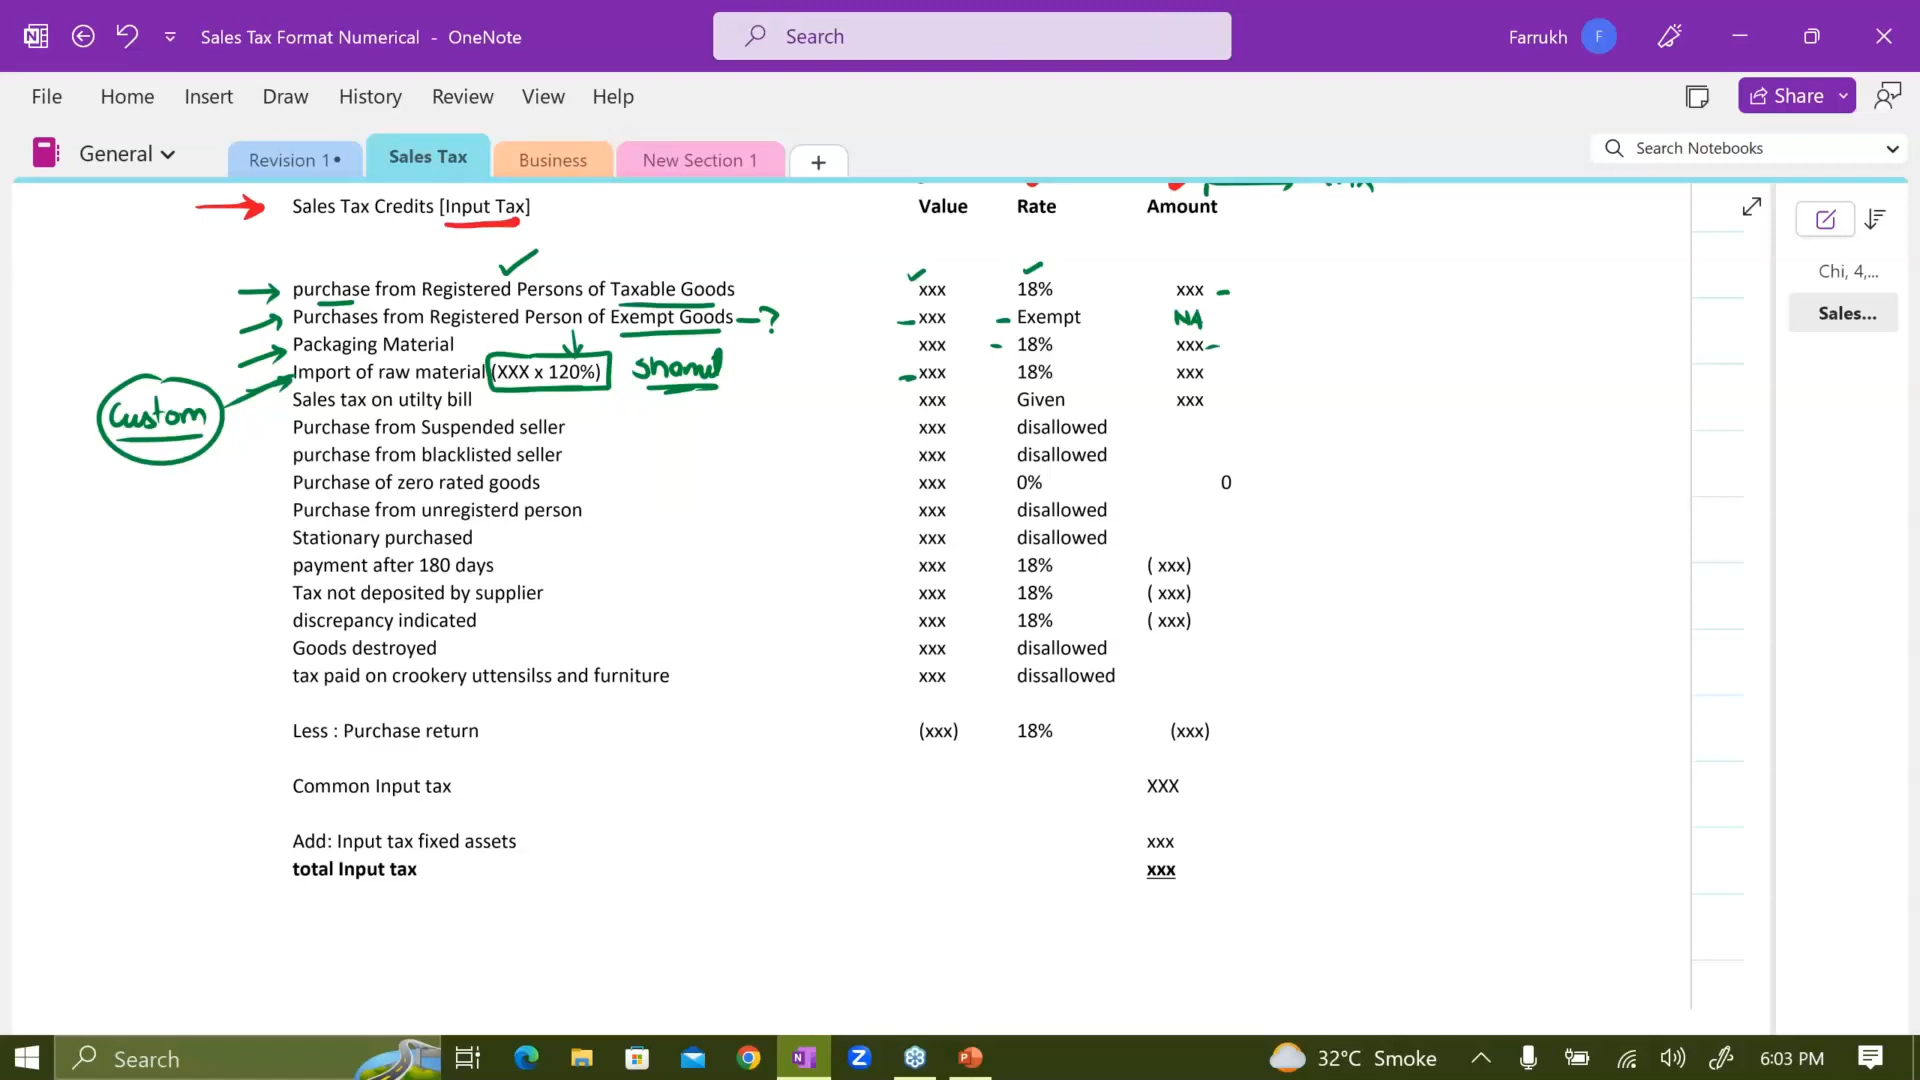 Sales Tax Format Numerical - OneNote
Search
Farrukh
F
File Home Insert Draw History Review View Help
Share
General
Revision 1
Sales Tax
Business
New Section 1
+
Search Notebooks
Sales Tax Credits [Input Tax] Value Rate Amount
purchase from Registered Persons of Taxable Goods xxx 18% xxx
Purchases from Registered Person of Exempt Goods ? xxx Exempt NA
Packaging Material xxx 18% xxx
Import of raw material (XXX x 120%) xxx 18% xxx
Custom
Sales tax on utilty bill xxx Given xxx
Purchase from Suspended seller xxx disallowed
purchase from blacklisted seller xxx disallowed
Purchase of zero rated goods xxx 0% 0
Purchase from unregisterd person xxx disallowed
Stationary purchased xxx disallowed
payment after 180 days xxx 18% ( xxx)
Tax not deposited by supplier xxx 18% ( xxx)
discrepancy indicated xxx 18% ( xxx)
Goods destroyed xxx disallowed
tax paid on crookery uttensilss and furniture xxx dissallowed
Less : Purchase return (xxx) 18% (xxx)
Common Input tax XXX
Add: Input tax fixed assets xxx
total Input tax xxx
Chi, 4,...
Sales...
Search
32°C Smoke
6:03 PM